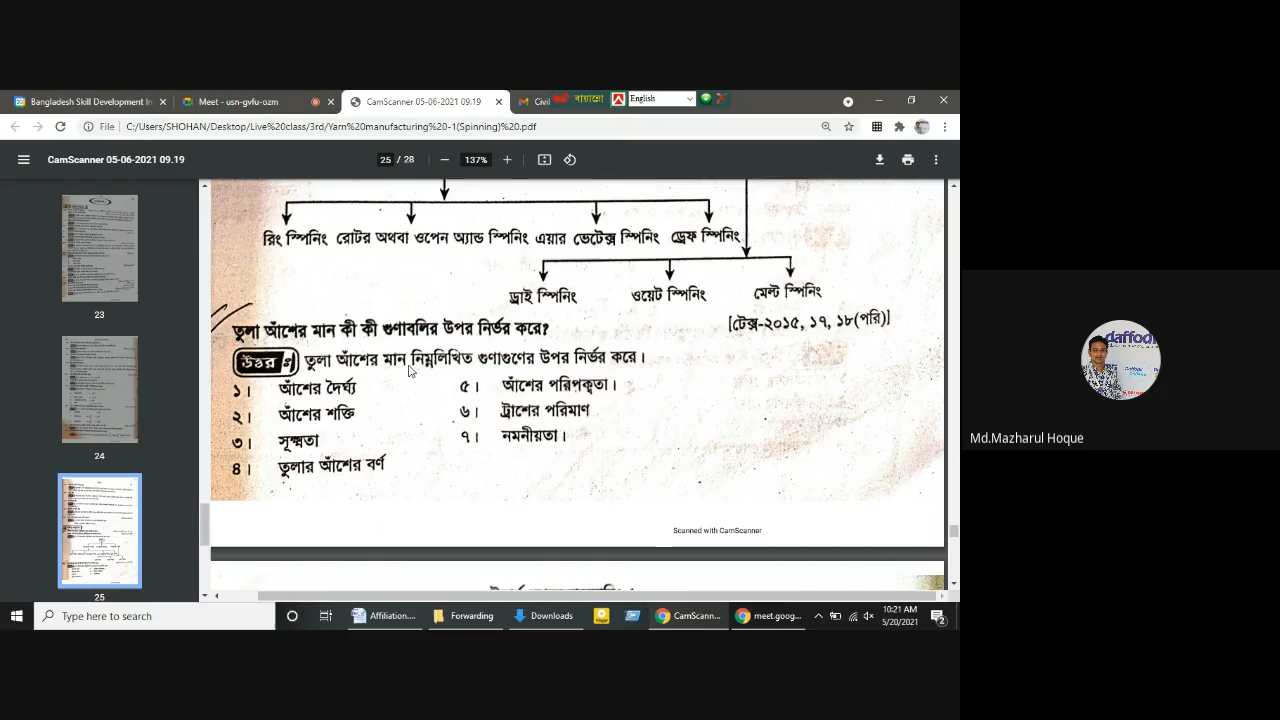 Bangladesh Skill Development In
Meet - usn-gvfu-ozm
CamScanner 05-06-2021 09.19
Civil
বায়ান্নো
English
File
C:/Users/SHOHAN/Desktop/Live%20class/3rd/Yarn%20manufacturing%20-1(Spinning)%20.pdf
CamScanner 05-06-2021 09.19
25 / 28
137%
23
24
25
রিং স্পিনিং রোটর অথবা ওপেন অ্যান্ড স্পিনিং এয়ার ভেটেক্স স্পিনিং ড্রেফ স্পিনিং
ড্রাই স্পিনিং ওয়েট স্পিনিং মেল্ট স্পিনিং
তুলা আঁশের মান কী কী গুণাবলির উপর নির্ভর করে? [টেক্স-২০১৫, ১৭, ১৮(পরি)]
উত্তর তুলা আঁশের মান নিম্নলিখিত গুণাগুণের উপর নির্ভর করে।
১। আঁশের দৈর্ঘ্য
২। আঁশের শক্তি
৩। সূক্ষ্মতা
৪। তুলার আঁশের বর্ণ
৫। আঁশের পরিপক্বতা।
৬। ট্রাশের পরিমাণ
৭। নমনীয়তা।
Scanned with CamScanner
Md.Mazharul Hoque
daffodi
Type here to search
Affiliation....
Forwarding
Downloads
CamScann...
meet.goog...
10:21 AM
5/20/2021
2